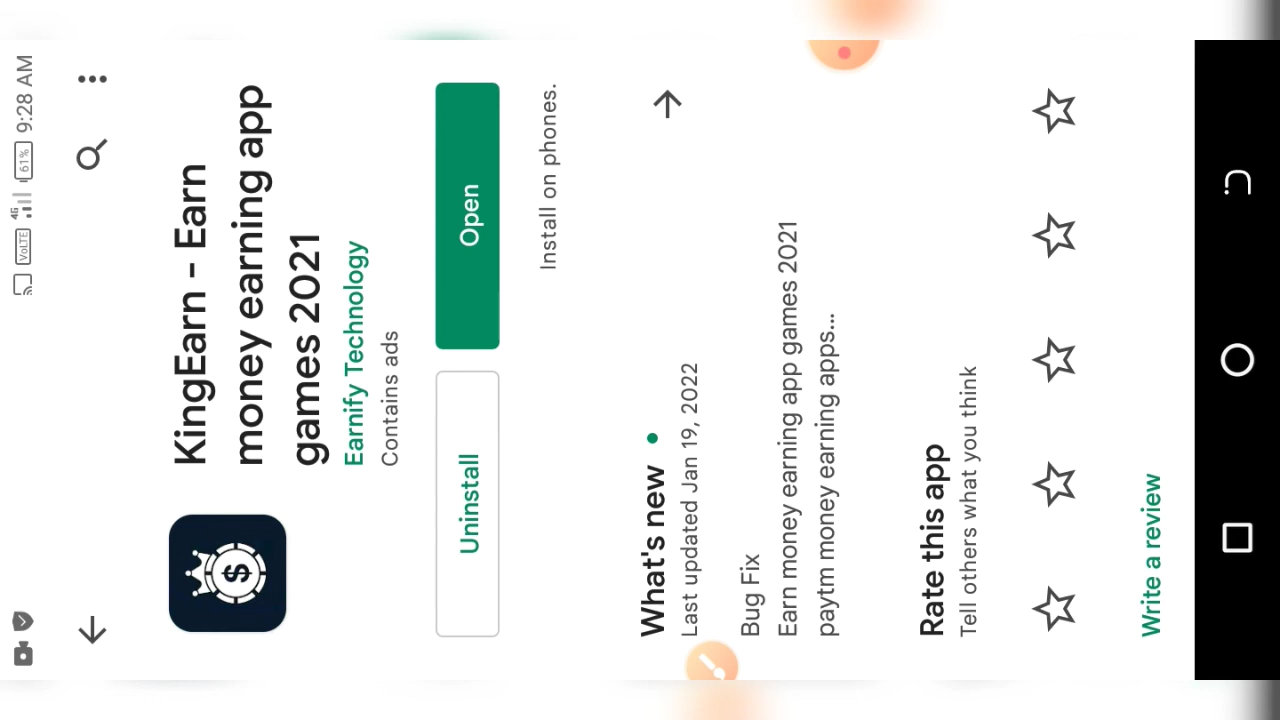 4G
VoLTE 61% 9:28 AM
$
KingEarn - Earn
money earning app
games 2021
Earnify Technology
Contains ads
Uninstall
Open
Install on phones.
What's new
Last updated Jan 19, 2022
Bug Fix
Earn money earning app games 2021
paytm money earning apps...
Rate this app
Tell others what you think
Write a review